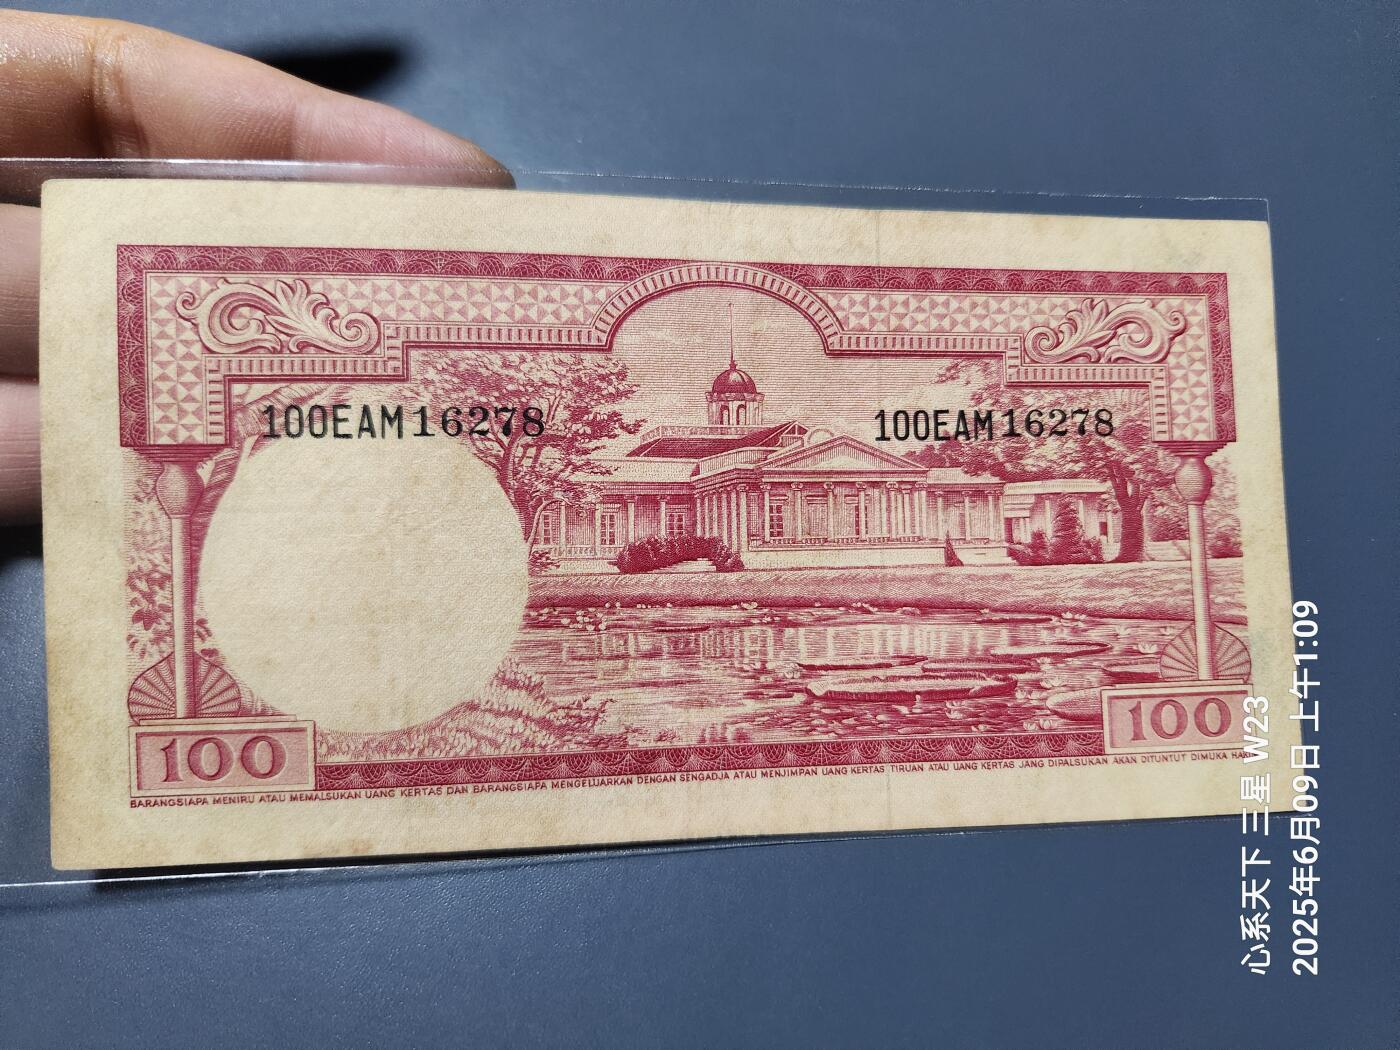 100EAM16278
100EAM16278
100
100
BARANGSIAPA MENIRU ATAU MEMALSUKAN UANG KERTAS DAN BARANGSIAPA MENGELUARKAN DENGAN SENGADJA ATAU MENJIMPAN UANG KERTAS TIRUAN ATAU UANG KERTAS JANG DIPALSUKAN AKAN DITUNTUT DIMUKA
心系天下 三星 W23
2025年6月09日 上午1:09